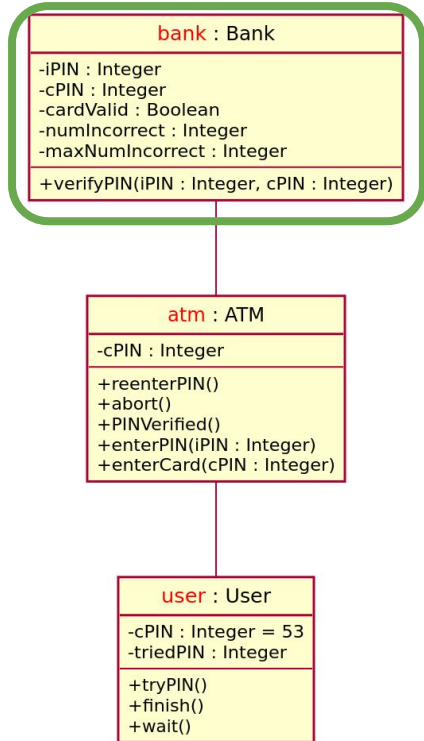 bank : Bank
-iPIN : Integer
-cPIN : Integer
-cardValid : Boolean
-numIncorrect : Integer
-maxNumIncorrect : Integer
+verifyPIN(iPIN : Integer, cPIN : Integer)
atm : ATM
-cPIN : Integer
+reenterPIN()
+abort()
+PINVerified()
+enterPIN(iPIN : Integer)
+enterCard(cPIN : Integer)
user : User
-cPIN : Integer = 53
-triedPIN : Integer
+tryPIN()
+finish()
+wait()